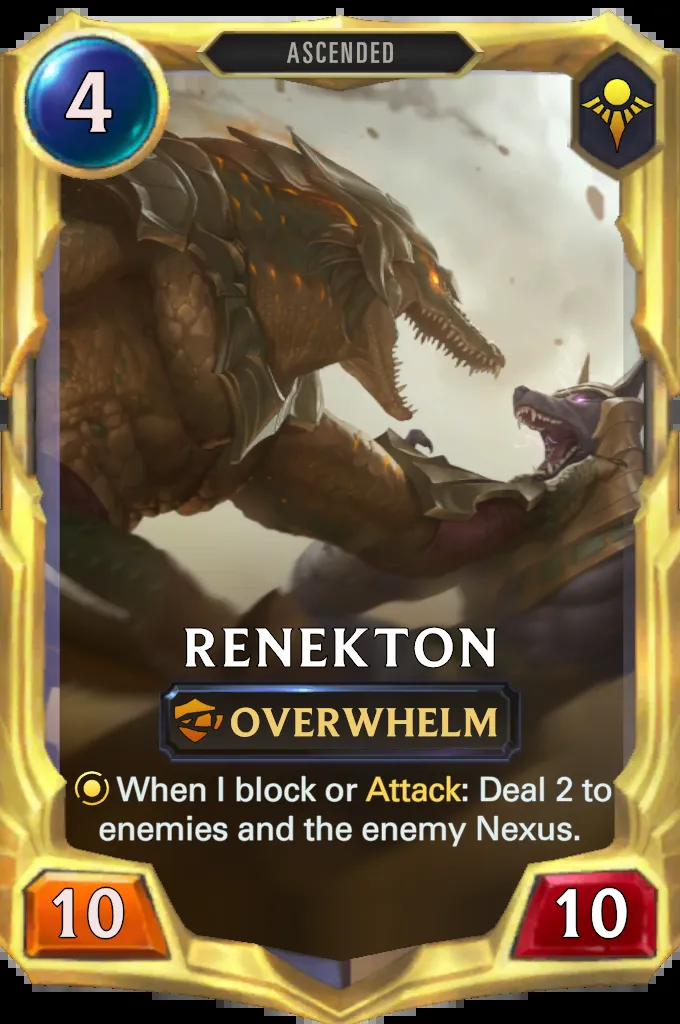 ASCENDED
4
RENEKTON
OVERWHELM
When I block or Attack: Deal 2 to
enemies and the enemy Nexus.
10
10